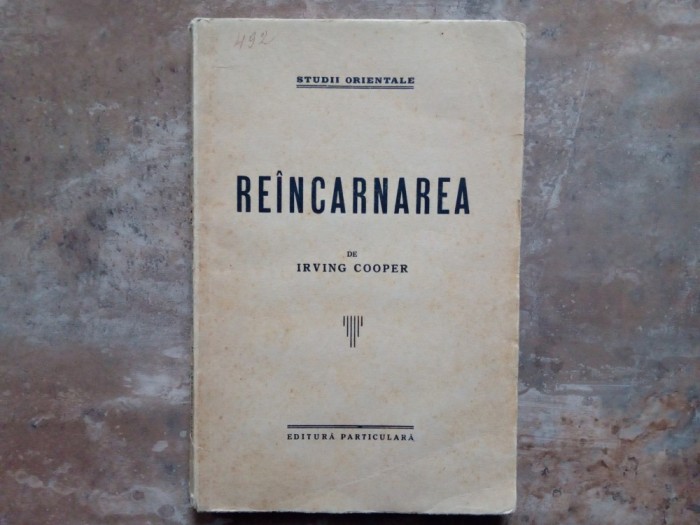 492
STUDII ORIENTALE
REÎNCARNAREA
DE
IRVING COOPER
EDITURĂ PARTICULARĂ